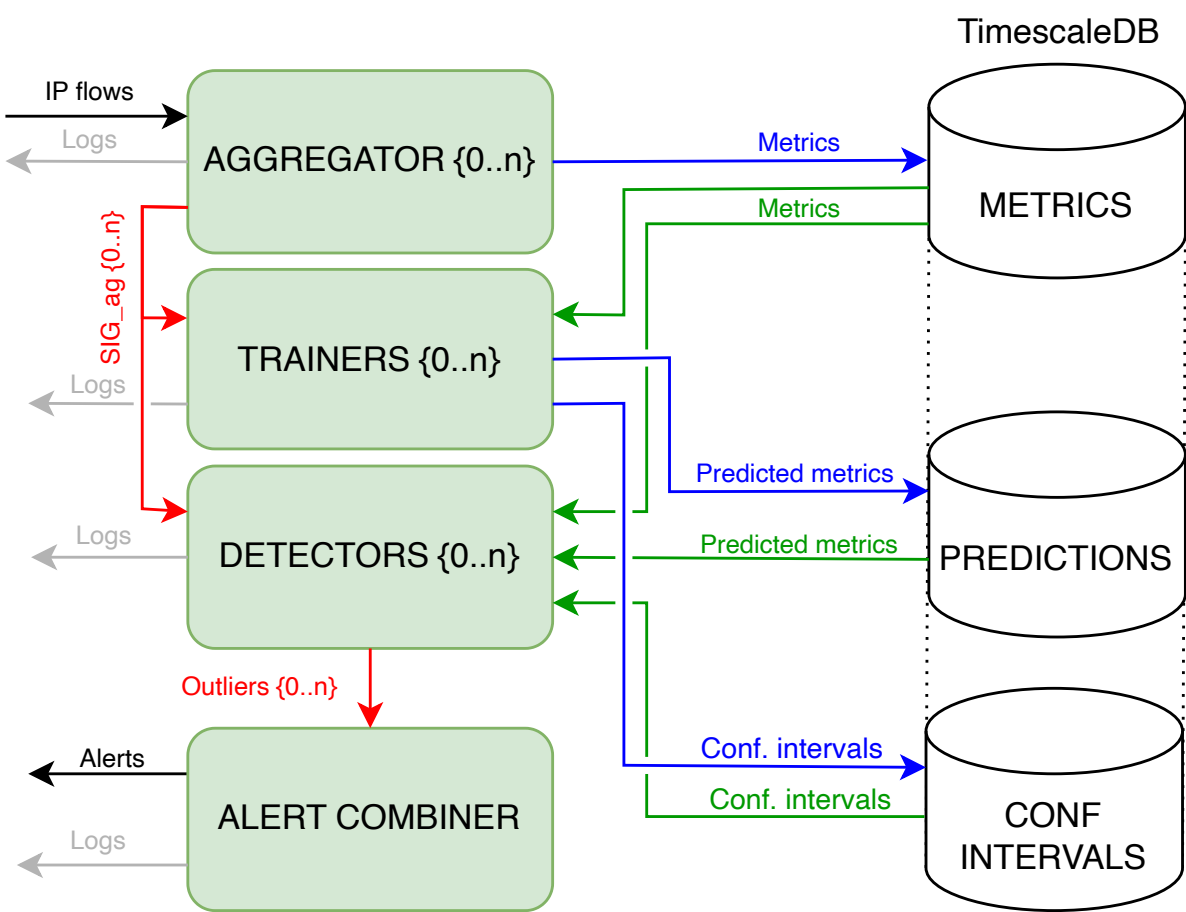 TimescaleDB
IP flows
Logs
AGGREGATOR {0..n}
Metrics
Metrics
METRICS
SIG_ag {0..n}
TRAINERS {0..n}
Logs
Predicted metrics
Logs
DETECTORS {0..n}
Predicted metrics
PREDICTIONS
Outliers {0..n}
Alerts
Conf. intervals
Conf. intervals
ALERT COMBINER
Logs
CONF
INTERVALS